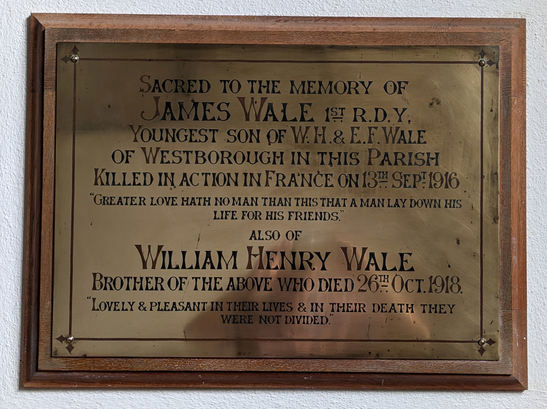 SACRED TO THE MEMORY OF
JAMES WALE 1ST R.D.Y,
YOUNGEST SON OF W.H. & E.F. WALE
OF WESTBOROUGH IN THIS PARISH
KILLED IN ACTION IN FRANCE ON 13TH SEPT. 1916
"GREATER LOVE HATH NO MAN THAN THIS THAT A MAN LAY DOWN HIS
LIFE FOR HIS FRIENDS."
ALSO OF
WILLIAM HENRY WALE
BROTHER OF THE ABOVE WHO DIED 26TH OCT. 1918.
"LOVELY & PLEASANT IN THEIR LIVES & IN THEIR DEATH THEY
WERE NOT DIVIDED."